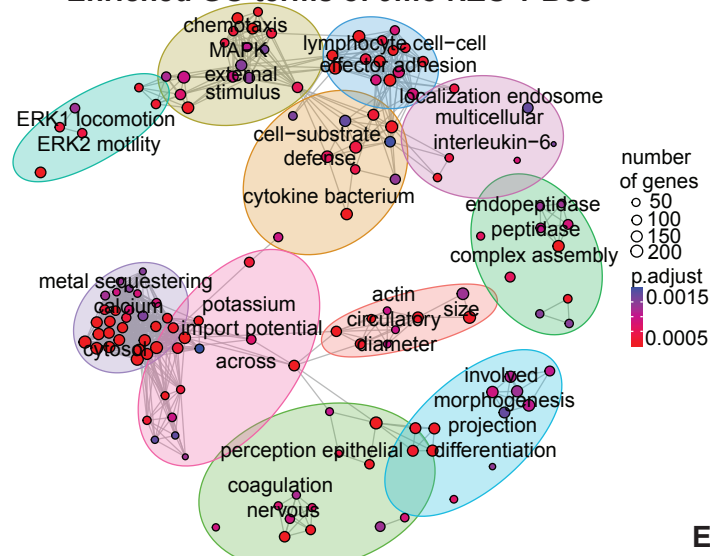 chemotaxis
MAPK
external
stimulus
lymphocyte cell-cell
effector adhesion
ERK1 locomotion
ERK2 motility
localization endosome
multicellular
interleukin-6
cell-substrate
defense
cytokine bacterium
endopeptidase
peptidase
complex assembly
number
of genes
50
100
150
200
p.adjust
0.0015
0.0005
metal sequestering
calcium
cytosol
potassium
import potential
across
actin
circulatory size
diameter
involved
morphogenesis
projection
differentiation
perception epithelial
coagulation
nervous
E